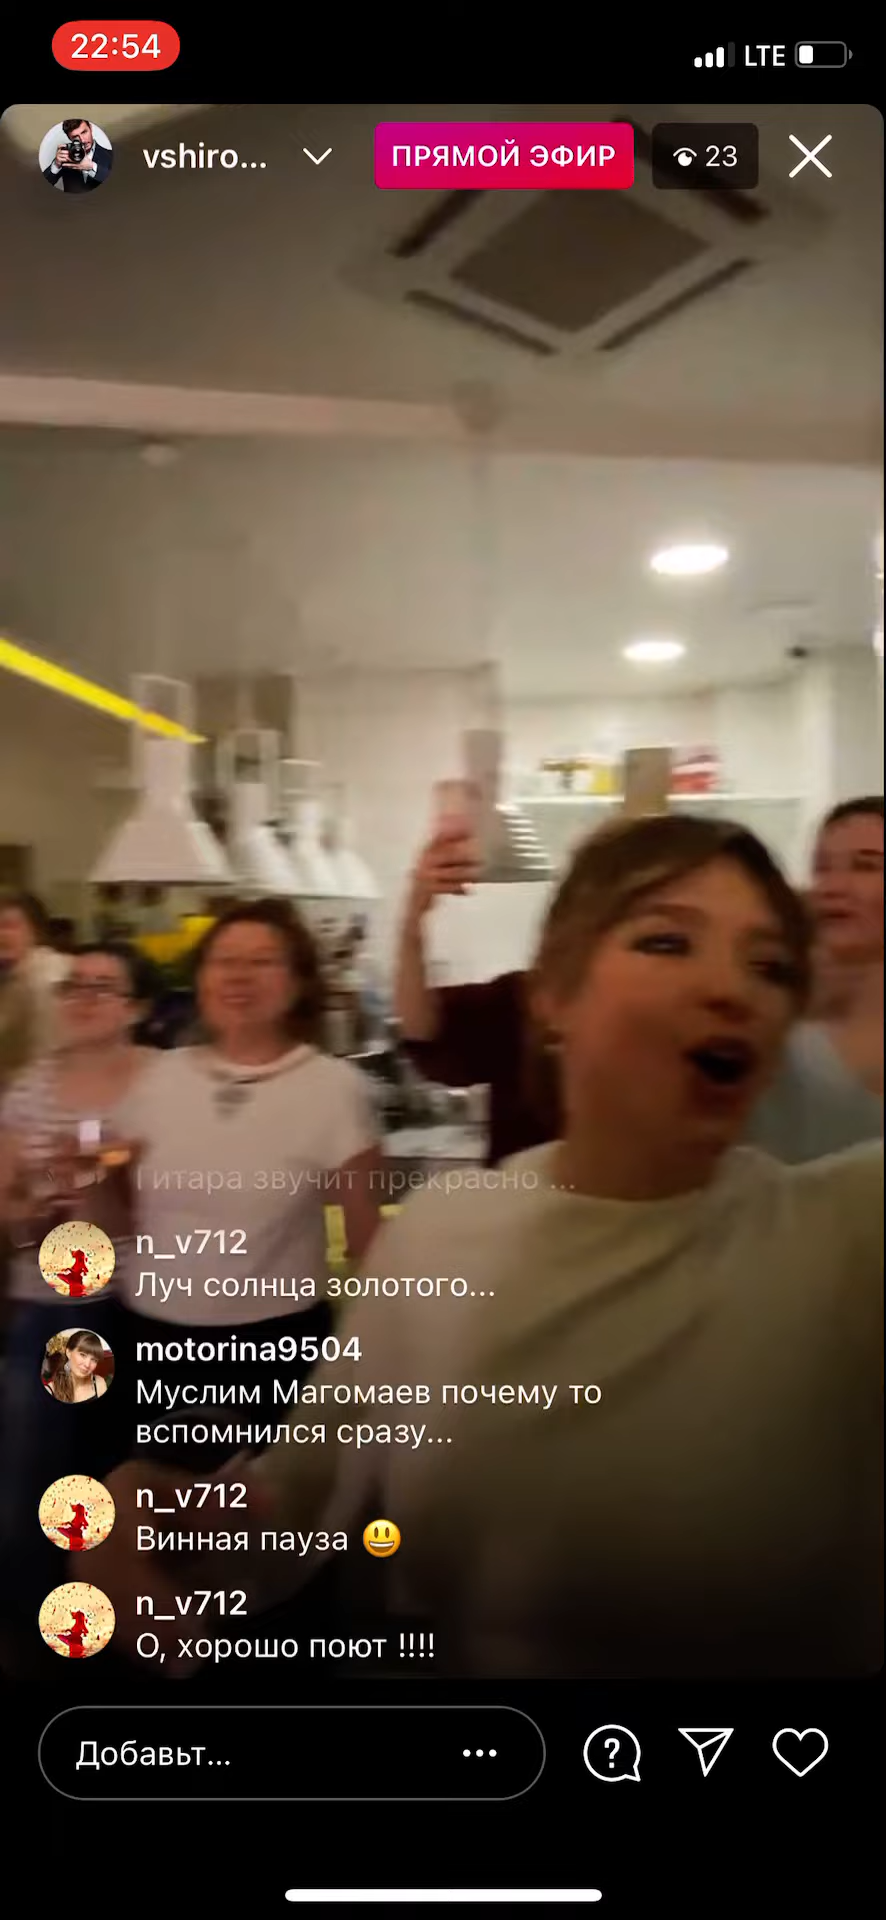 22:54
LTE
vshiro...
ПРЯМОЙ ЭФИР
23
Гитара звучит прекрасно ...
n_v712
Луч солнца золотого...
motorina9504
Муслим Магомаев почему то
вспомнился сразу...
n_v712
Винная пауза 😃
n_v712
О, хорошо поют !!!!
Добавьт...